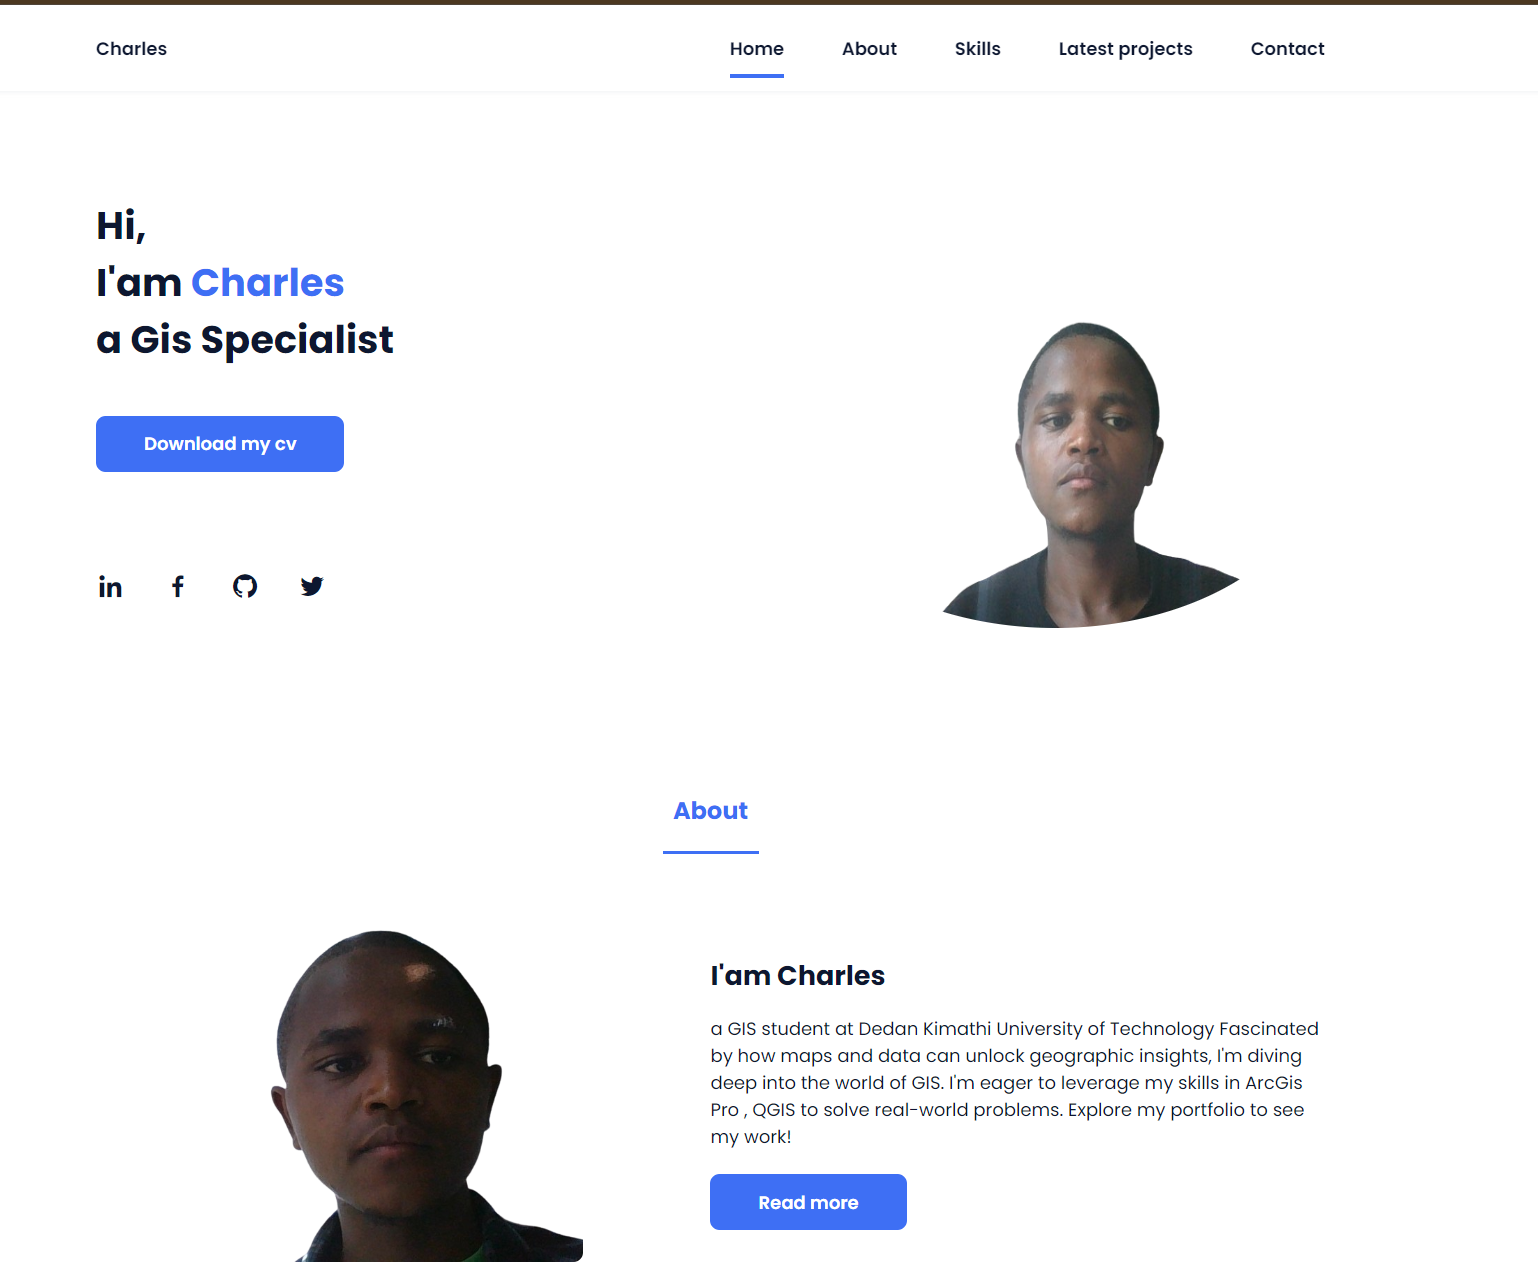 Charles
Home About Skills Latest projects Contact
Hi,
I'am Charles
a Gis Specialist
Download my cv
About
I'am Charles
a GIS student at Dedan Kimathi University of Technology Fascinated
by how maps and data can unlock geographic insights, I'm diving
deep into the world of GIS. I'm eager to leverage my skills in ArcGis
Pro , QGIS to solve real-world problems. Explore my portfolio to see
my work!
Read more